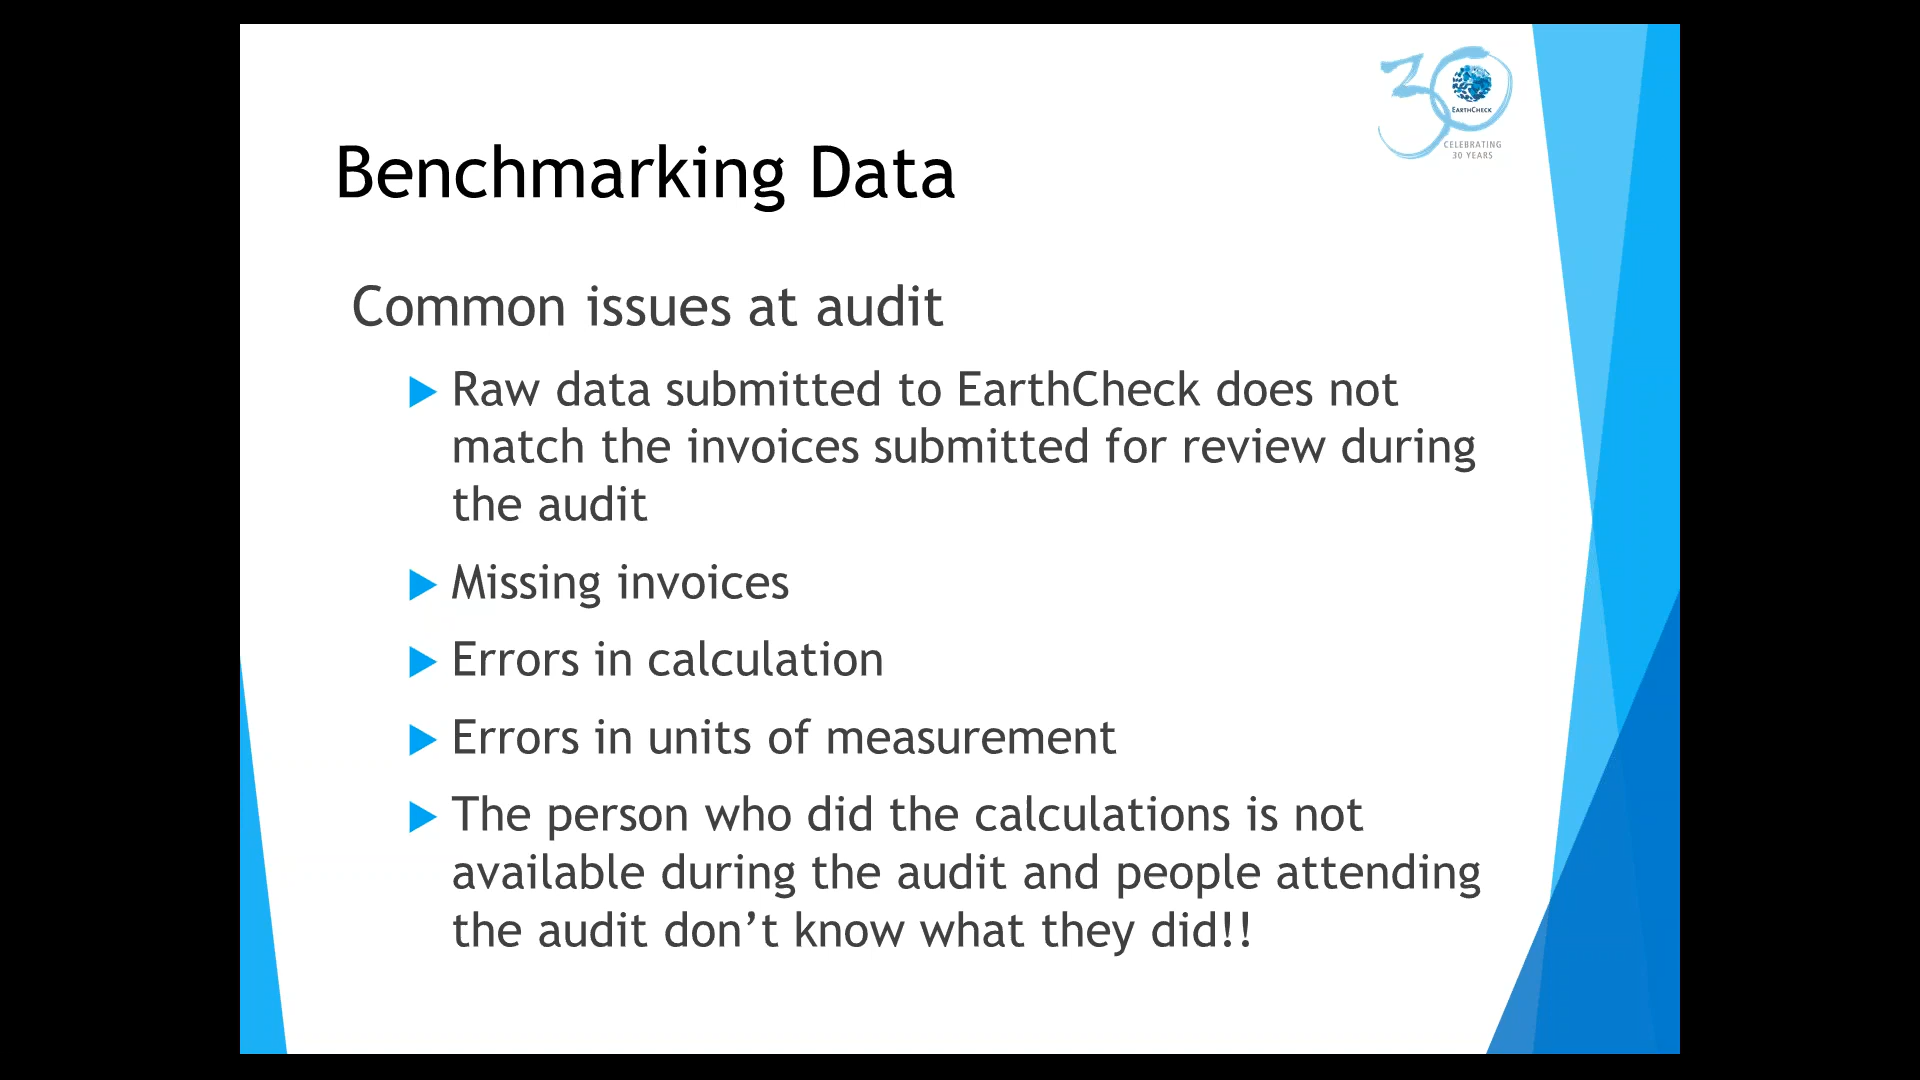 30
EARTHCHECK
CELEBRATING
30 YEARS
Benchmarking Data
Common issues at audit
Raw data submitted to EarthCheck does not
match the invoices submitted for review during
the audit
Missing invoices
Errors in calculation
Errors in units of measurement
The person who did the calculations is not
available during the audit and people attending
the audit don’t know what they did!!